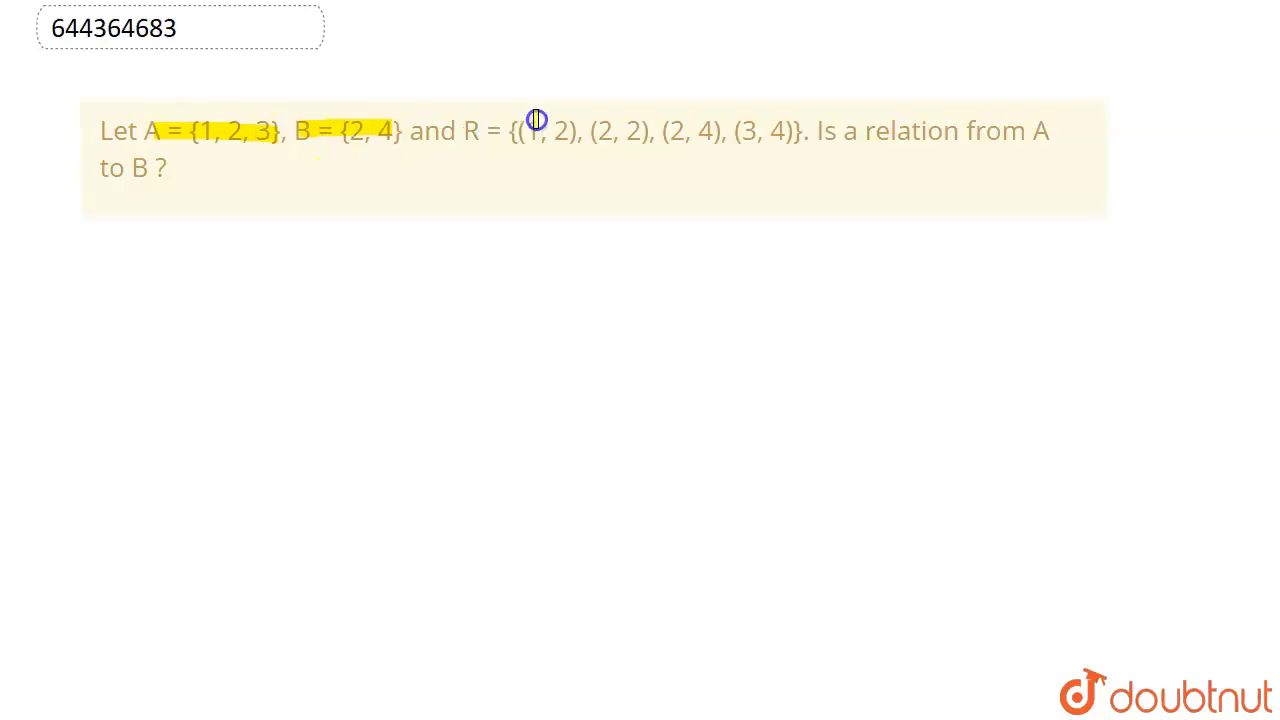 644364683
Let A = {1, 2, 3}, B = {2, 4} and R = {(1, 2), (2, 2), (2, 4), (3, 4)}. Is a relation from A
to B ?
doubtnut